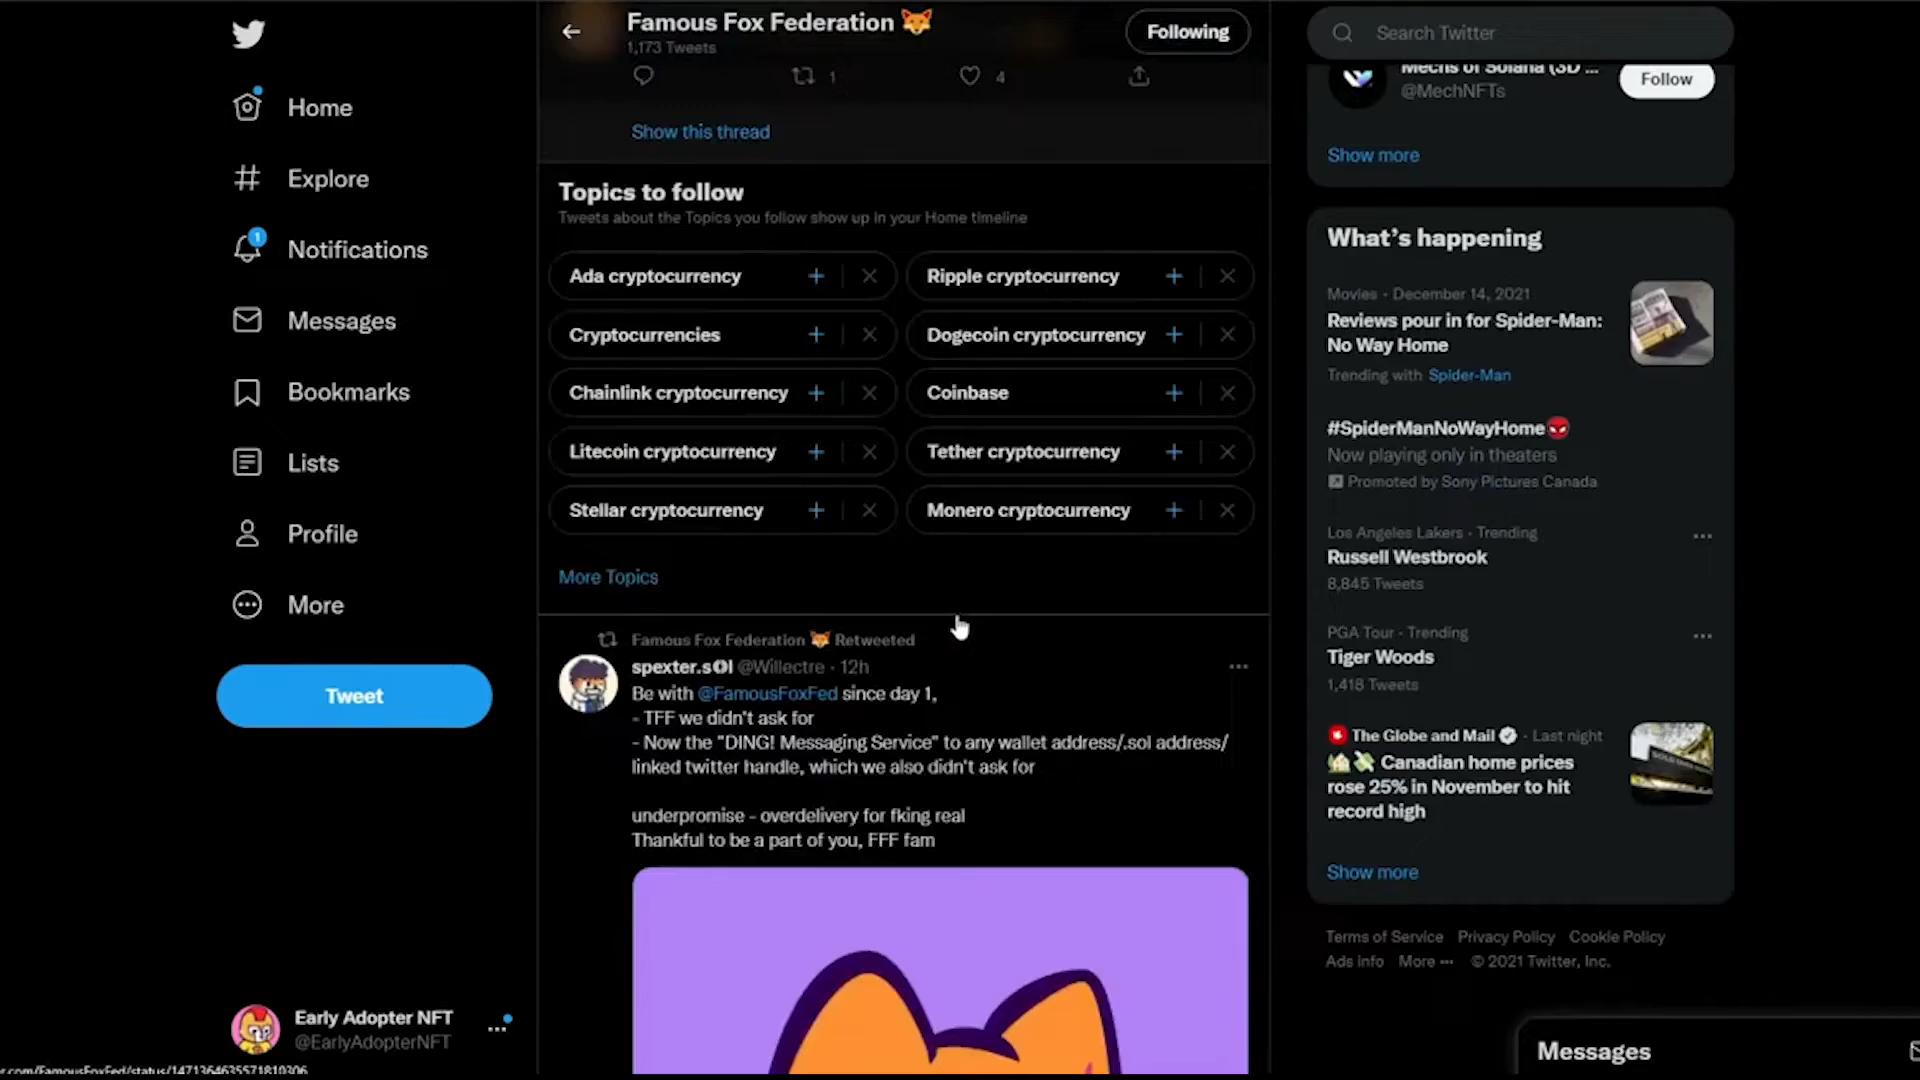 Home
Explore
1
Notifications
Messages
Bookmarks
Lists
Profile
More
Tweet
Early Adopter NFT
@EarlyAdopterNFT
r.com/FamousFoxFed/status/1471364635571810306
Famous Fox Federation 🦊
1,173 Tweets
Following
1 4
Show this thread
Topics to follow
Tweets about the Topics you follow show up in your Home timeline
Ada cryptocurrency
Ripple cryptocurrency
Cryptocurrencies
Dogecoin cryptocurrency
Chainlink cryptocurrency
Coinbase
Litecoin cryptocurrency
Tether cryptocurrency
Stellar cryptocurrency
Monero cryptocurrency
More Topics
Famous Fox Federation 🦊 Retweeted
spexter.s◎l @Willectre · 12h
Be with @FamousFoxFed since day 1,
- TFF we didn't ask for
- Now the "DING! Messaging Service" to any wallet address/.sol address/
linked twitter handle, which we also didn't ask for
underpromise - overdelivery for fking real
Thankful to be a part of you, FFF fam
Search Twitter
Mechs of Solana (3D ...
@MechNFTs
Follow
Show more
What's happening
Movies · December 14, 2021
Reviews pour in for Spider-Man:
No Way Home
Trending with Spider-Man
#SpiderManNoWayHome
Now playing only in theaters
Promoted by Sony Pictures Canada
Los Angeles Lakers · Trending
Russell Westbrook
8,845 Tweets
PGA Tour · Trending
Tiger Woods
1,418 Tweets
The Globe and Mail · Last night
🏠💸 Canadian home prices
rose 25% in November to hit
record high
Show more
Terms of Service Privacy Policy Cookie Policy
Ads info More ··· © 2021 Twitter, Inc.
Messages